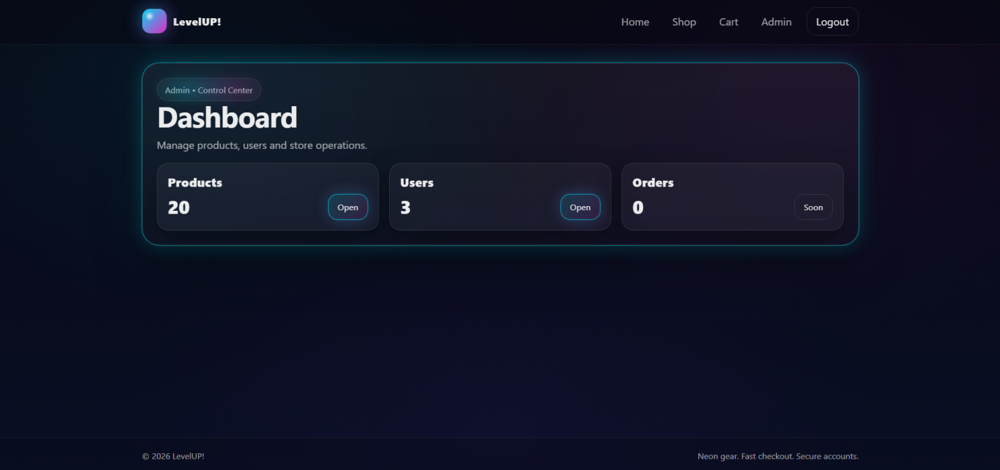 LevelUP!
Home Shop Cart Admin Logout
Admin • Control Center
Dashboard
Manage products, users and store operations.
Products
20
Open
Users
3
Open
Orders
0
Soon
© 2026 LevelUP!
Neon gear. Fast checkout. Secure accounts.